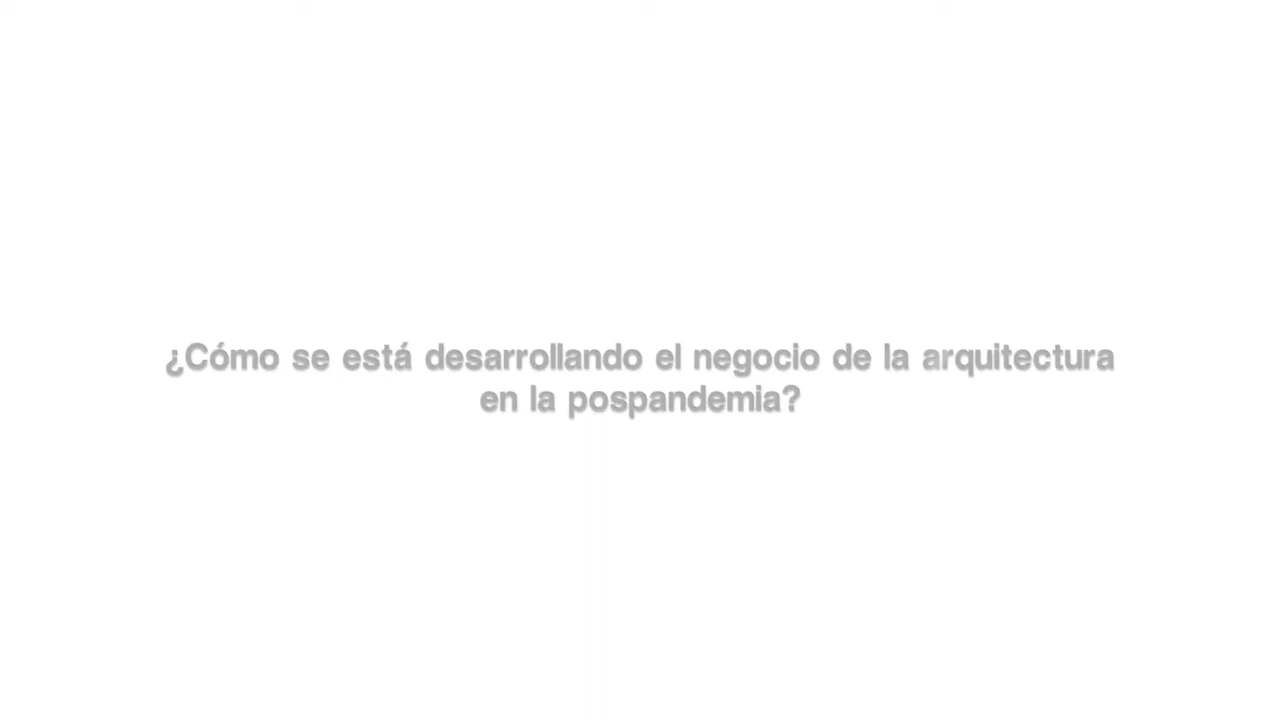 ¿Cómo se está desarrollando el negocio de la arquitectura
en la pospandemia?